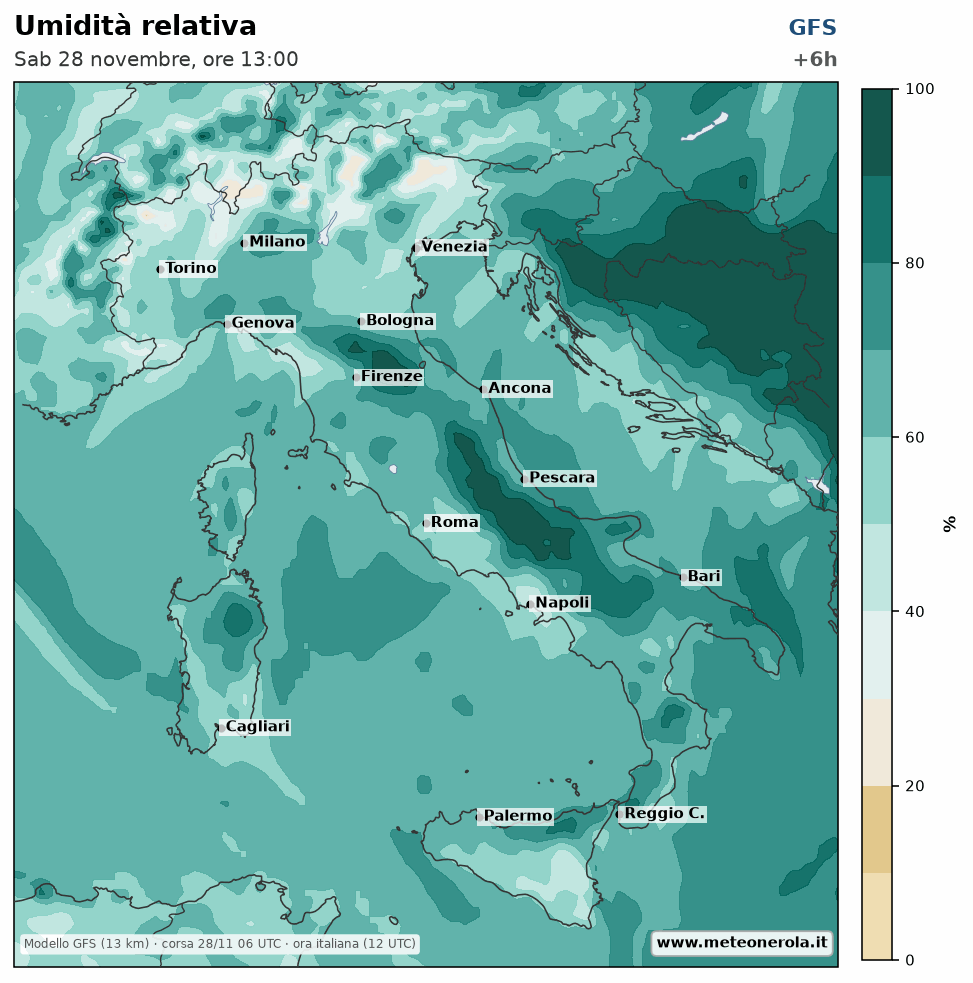 Umidità relativa
GFS
Sab 28 novembre, ore 13:00
+6h
Milano
Venezia
Torino
Genova
Bologna
Firenze
Ancona
Pescara
Roma
Bari
Napoli
Cagliari
Palermo
Reggio C.
100
80
60
40
20
0
%
Modello GFS (13 km) · corsa 28/11 06 UTC · ora italiana (12 UTC)
www.meteonerola.it